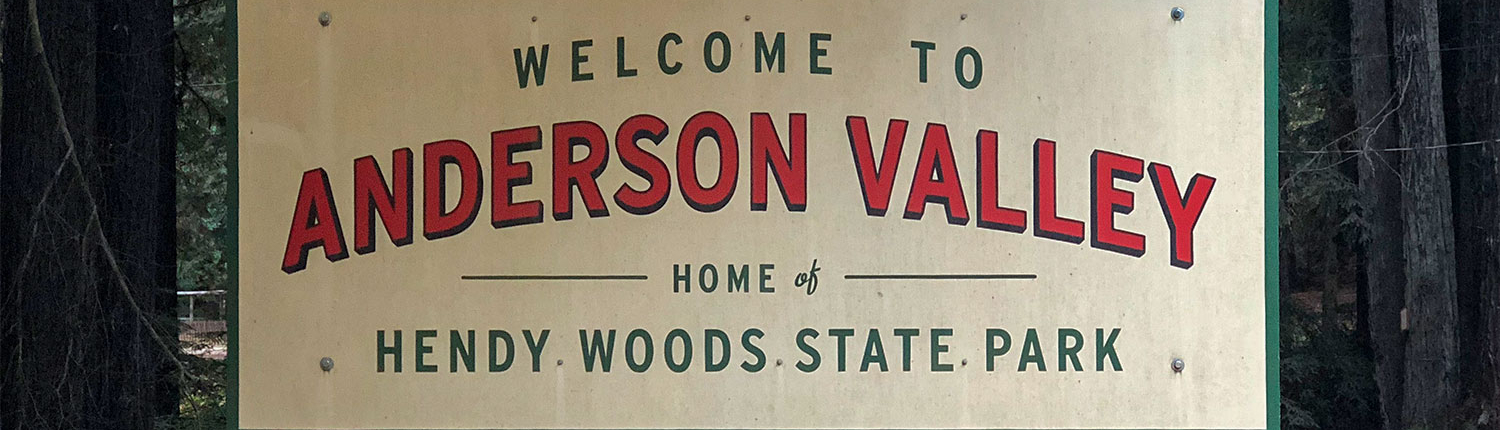 WELCOME TO
ANDERSON VALLEY
HOME of
HENDY WOODS STATE PARK